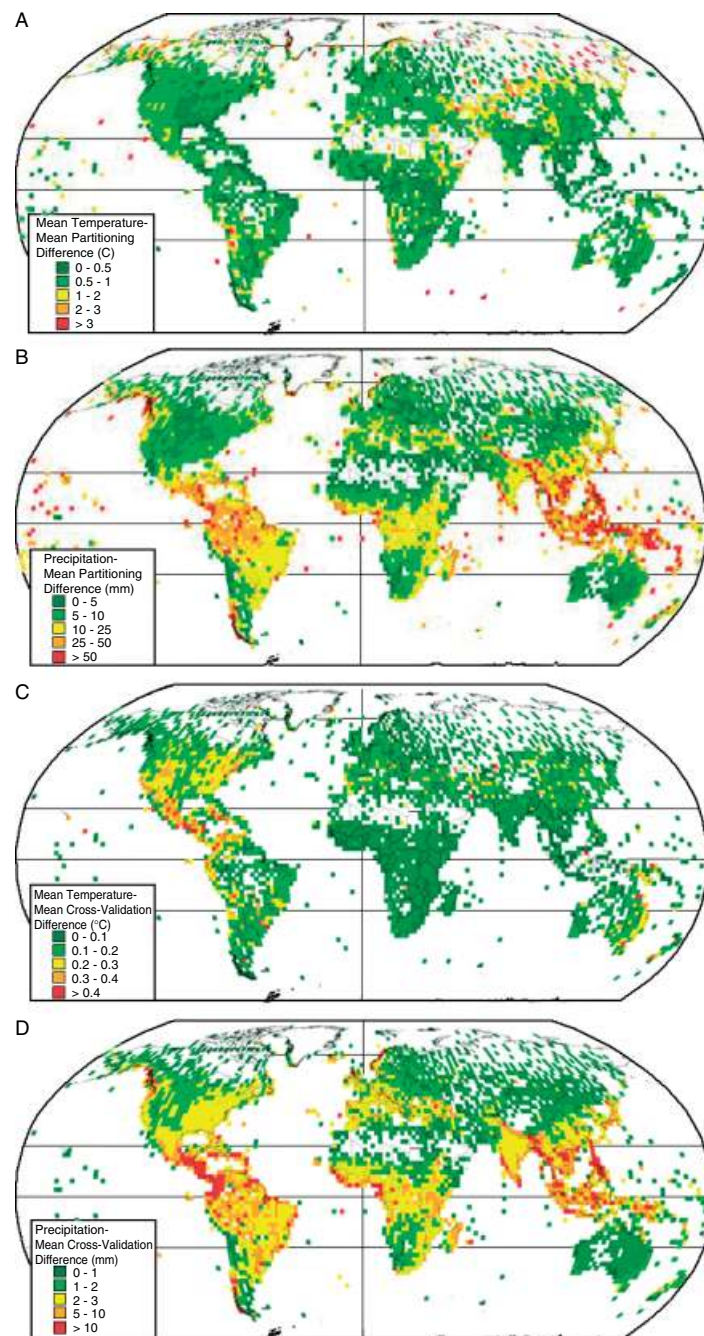 A
Mean Temperature-
Mean Partitioning
Difference (C)
0 - 0.5
0.5 - 1
1 - 2
2 - 3
> 3
B
Precipitation-
Mean Partitioning
Difference (mm)
0 - 5
5 - 10
10 - 25
25 - 50
> 50
C
Mean Temperature-
Mean Cross-Validation
Difference (°C)
0 - 0.1
0.1 - 0.2
0.2 - 0.3
0.3 - 0.4
> 0.4
D
Precipitation-
Mean Cross-Validation
Difference (mm)
0 - 1
1 - 2
2 - 3
5 - 10
> 10